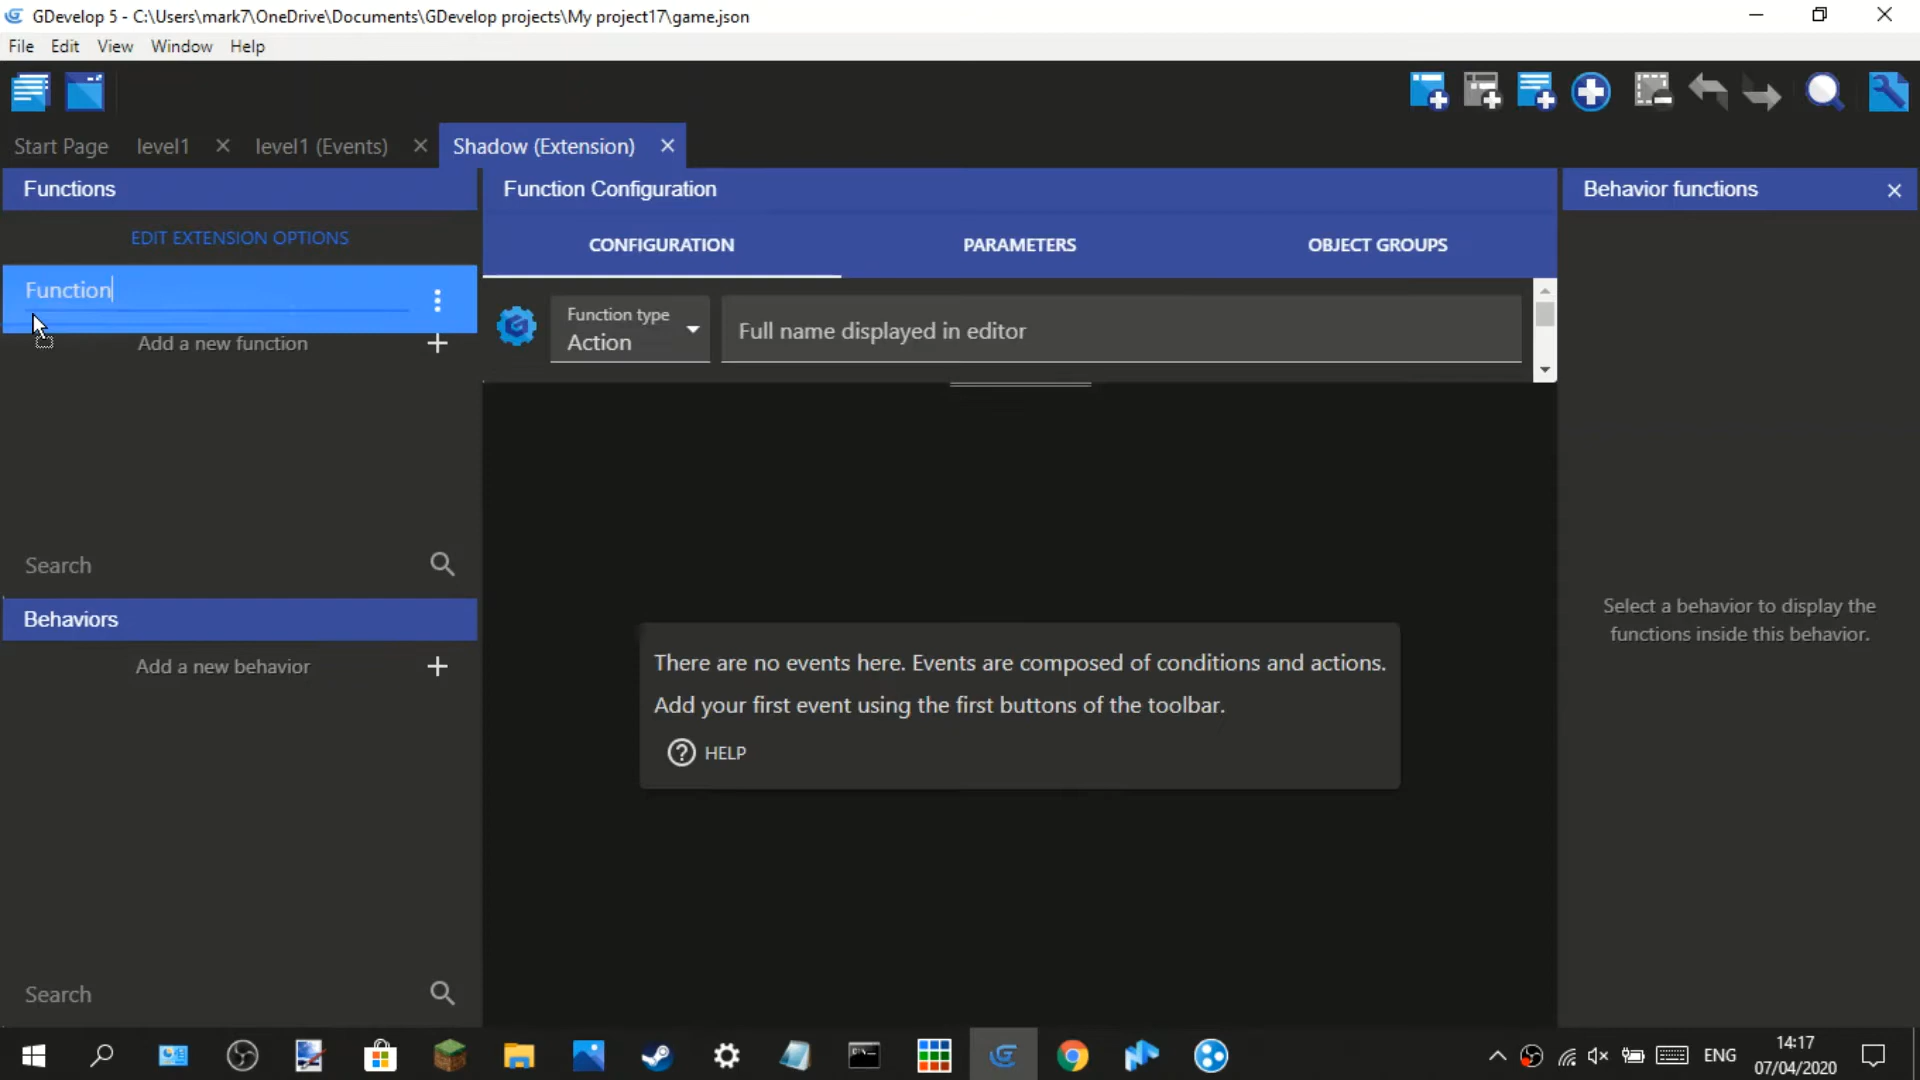 GDevelop 5 - C:\Users\mark7\OneDrive\Documents\GDevelop projects\My project17\game.json
File Edit View Window Help
Start Page level1 level1 (Events) Shadow (Extension)
Functions
EDIT EXTENSION OPTIONS
Function
Add a new function
Search
Behaviors
Add a new behavior
Search
Function Configuration
CONFIGURATION PARAMETERS OBJECT GROUPS
Function type
Action
Full name displayed in editor
There are no events here. Events are composed of conditions and actions.
Add your first event using the first buttons of the toolbar.
HELP
Behavior functions
Select a behavior to display the
functions inside this behavior.
ENG
14:17
07/04/2020